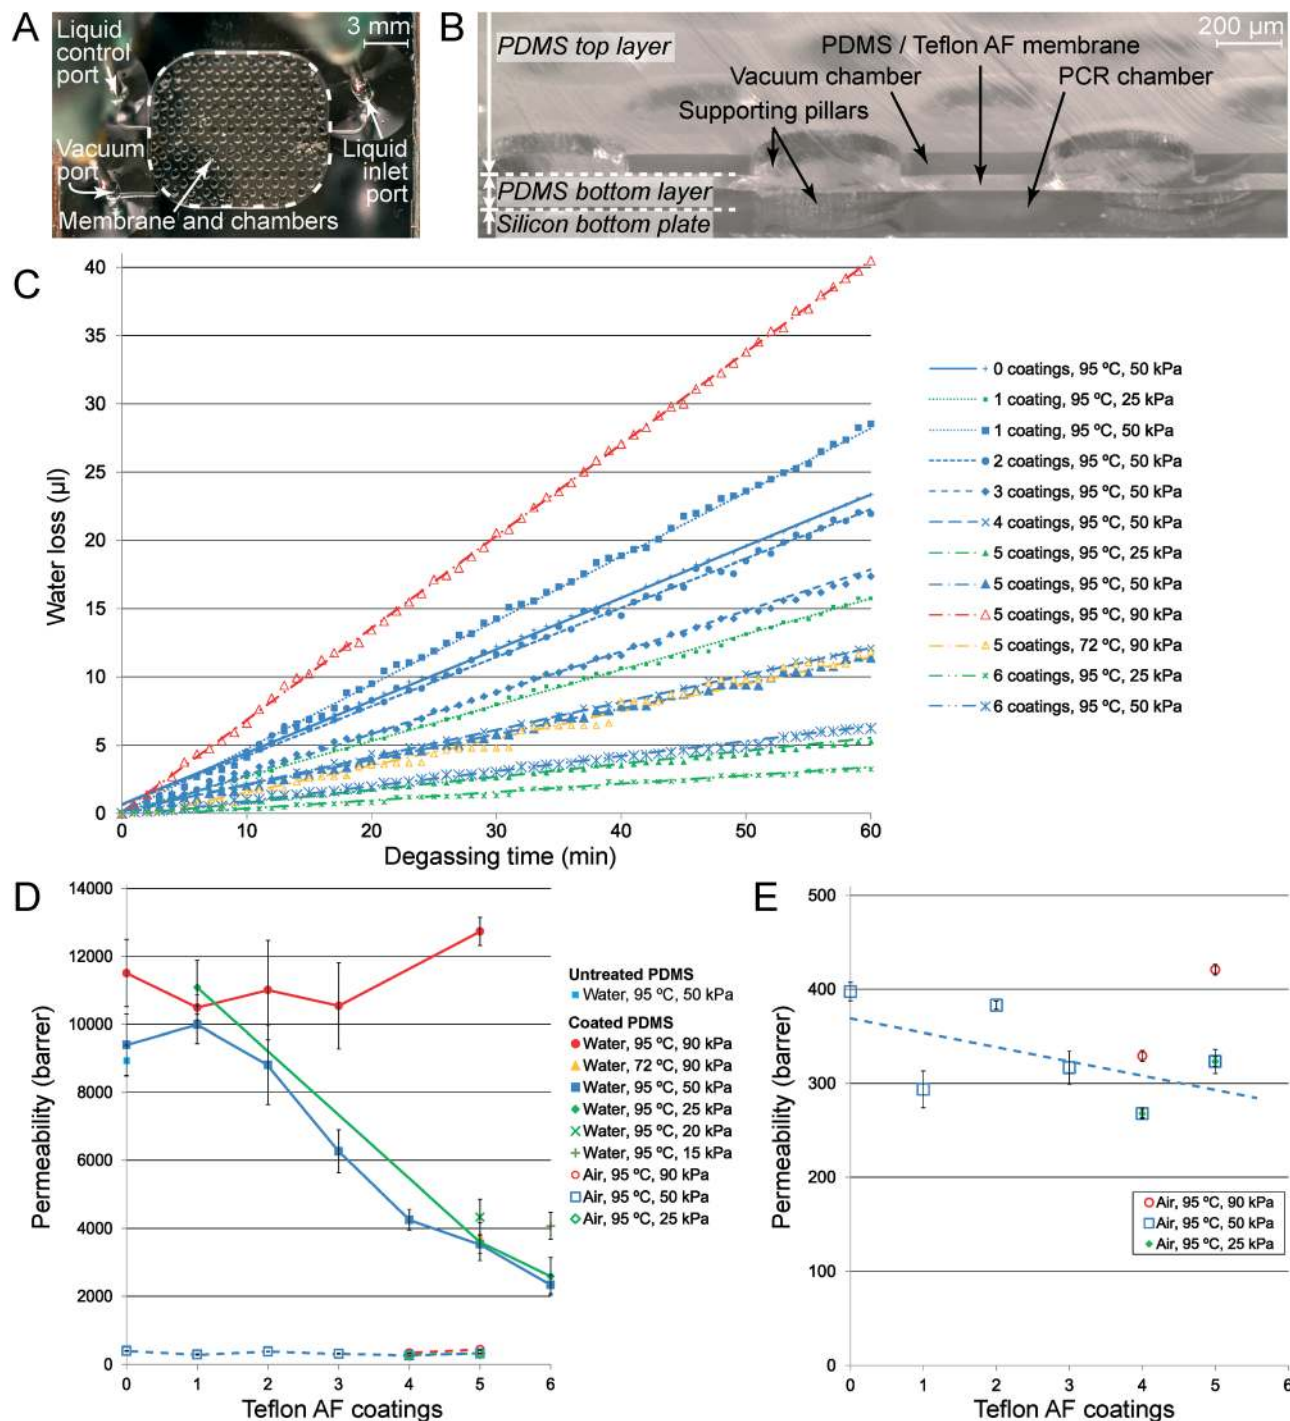 A
Liquid
control
port
3 mm
Vacuum
port
Liquid
inlet
port
Membrane and chambers
B
PDMS top layer
PDMS / Teflon AF membrane
200 µm
Vacuum chamber
PCR chamber
Supporting pillars
PDMS bottom layer
Silicon bottom plate
C
Water loss (µl)
40
35
30
25
20
15
10
5
0
0
10
20
30
40
50
60
Degassing time (min)
0 coatings, 95 ºC, 50 kPa
1 coating, 95 ºC, 25 kPa
1 coating, 95 ºC, 50 kPa
2 coatings, 95 ºC, 50 kPa
3 coatings, 95 ºC, 50 kPa
4 coatings, 95 ºC, 50 kPa
5 coatings, 95 ºC, 25 kPa
5 coatings, 95 ºC, 50 kPa
5 coatings, 95 ºC, 90 kPa
5 coatings, 72 ºC, 90 kPa
6 coatings, 95 ºC, 25 kPa
6 coatings, 95 ºC, 50 kPa
D
Permeability (barrer)
14000
12000
10000
8000
6000
4000
2000
0
0
1
2
3
4
5
6
Teflon AF coatings
Untreated PDMS
Water, 95 ºC, 50 kPa
Coated PDMS
Water, 95 ºC, 90 kPa
Water, 72 ºC, 90 kPa
Water, 95 ºC, 50 kPa
Water, 95 ºC, 25 kPa
Water, 95 ºC, 20 kPa
Water, 95 ºC, 15 kPa
Air, 95 ºC, 90 kPa
Air, 95 ºC, 50 kPa
Air, 95 ºC, 25 kPa
E
Permeability (barrer)
500
400
300
200
100
0
0
1
2
3
4
5
6
Teflon AF coatings
Air, 95 ºC, 90 kPa
Air, 95 ºC, 50 kPa
Air, 95 ºC, 25 kPa